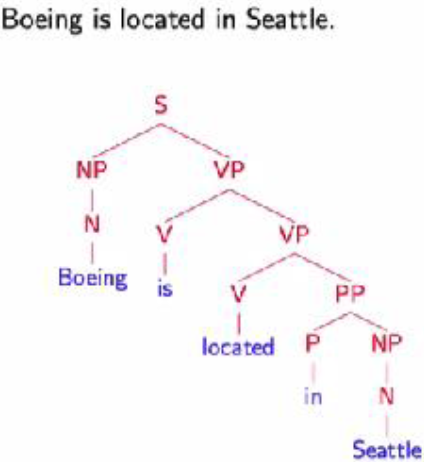 Boeing is located in Seattle.
S
NP VP
N V VP
Boeing is V PP
located P NP
in N
Seattle